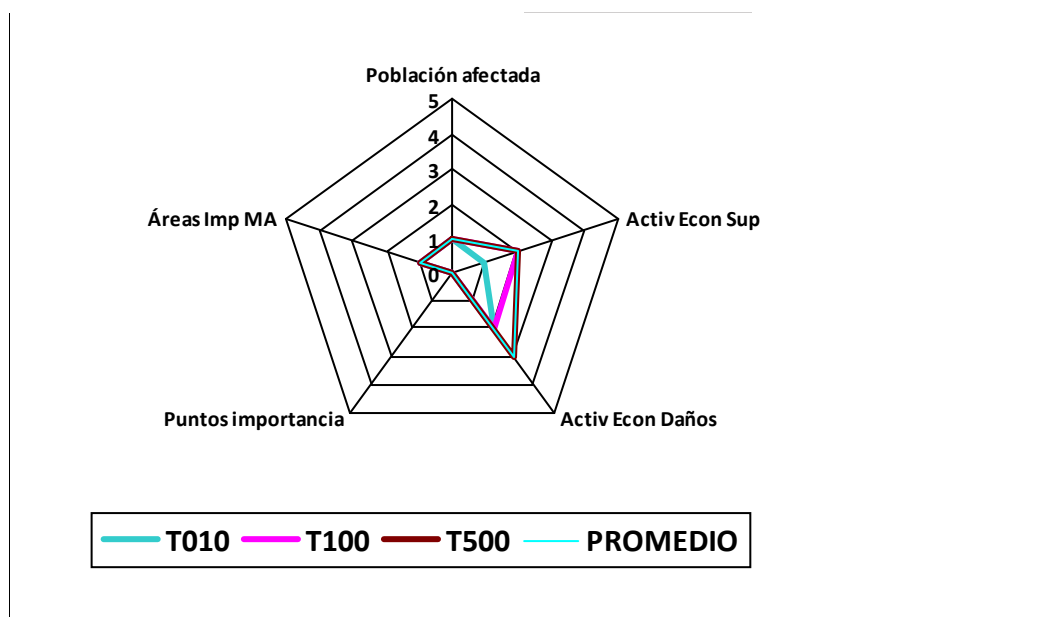 Población afectada
5
4
3
2
1
0
Áreas Imp MA
Activ Econ Sup
Puntos importancia
Activ Econ Daños
T010 T100 T500 PROMEDIO